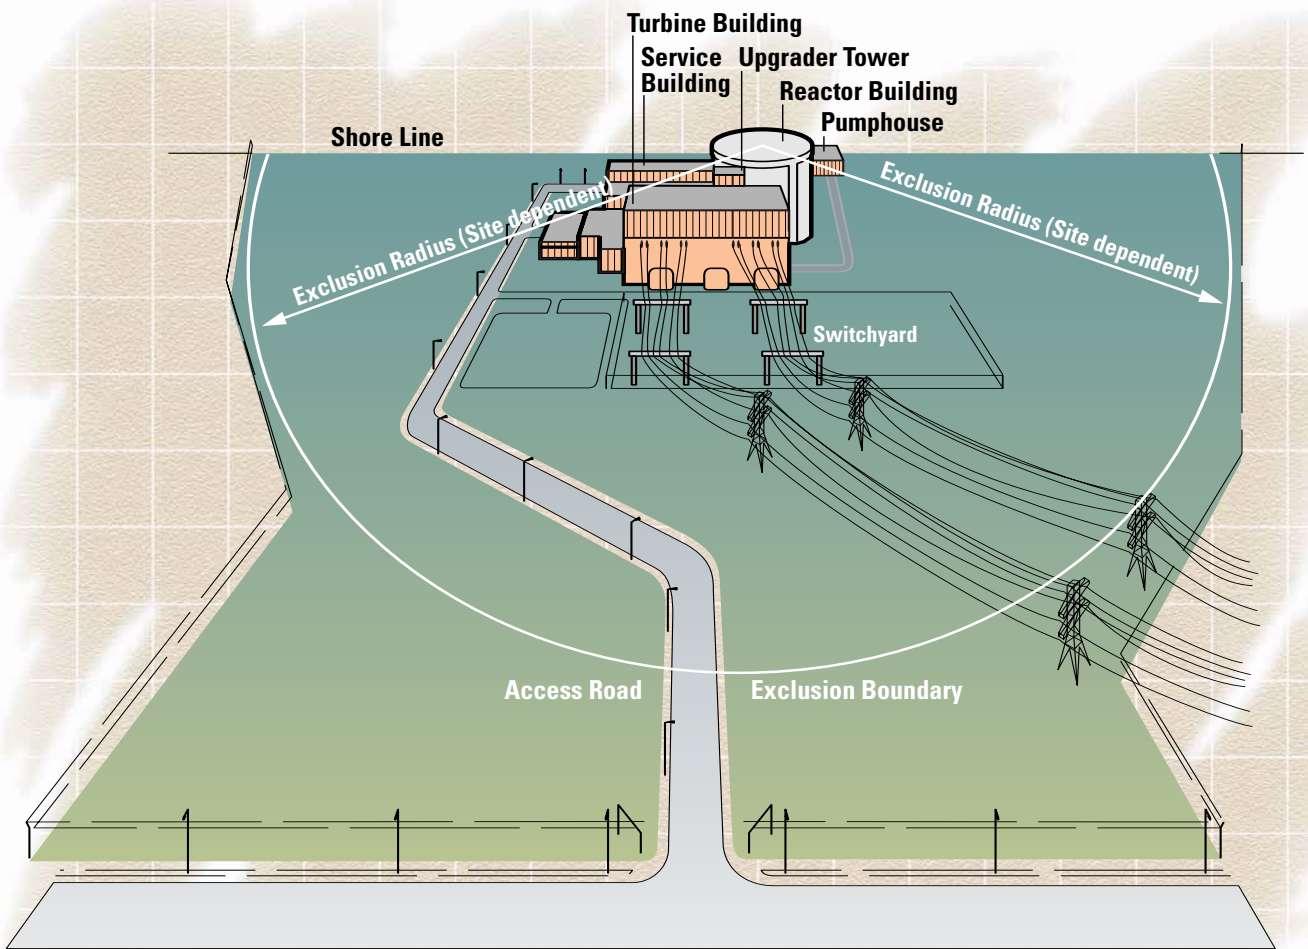 Turbine Building
Service
Building
Upgrader Tower
Reactor Building
Pumphouse
Shore Line
Exclusion Radius (Site dependent)
Exclusion Radius (Site dependent)
Switchyard
Access Road
Exclusion Boundary